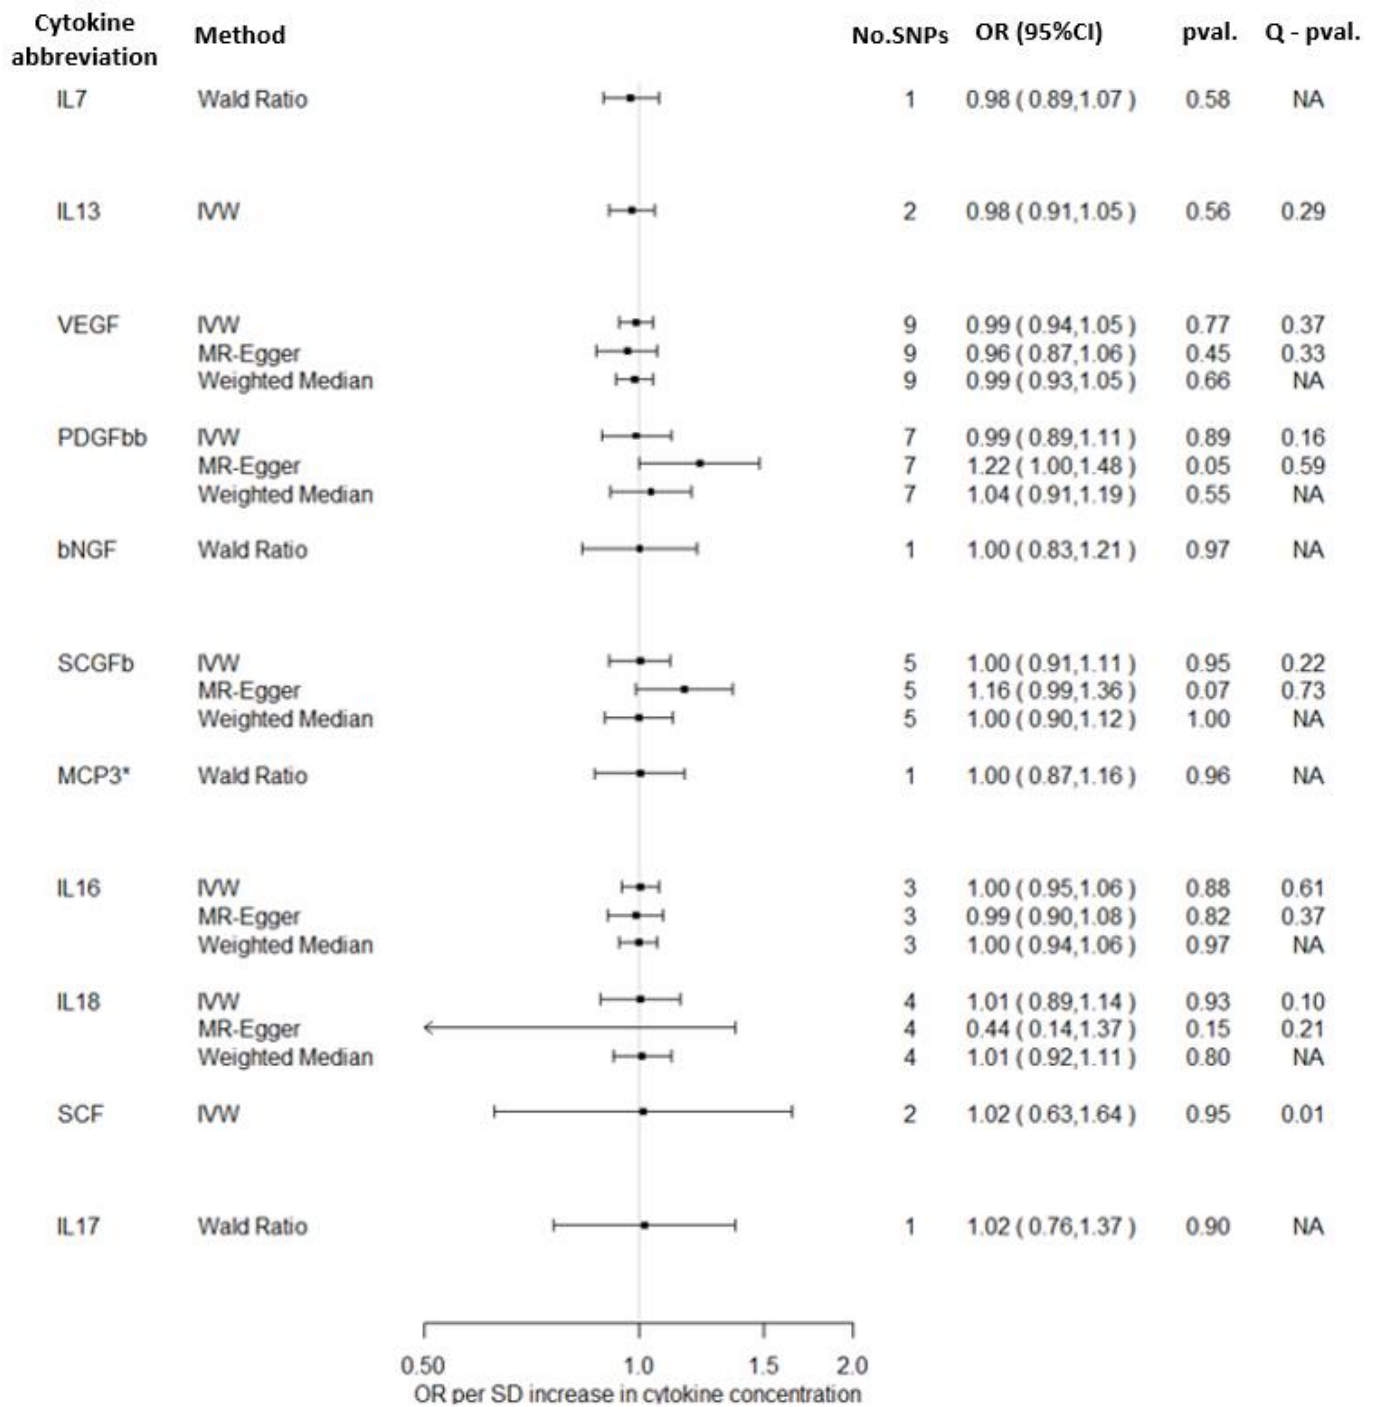 Cytokine abbreviation Method No.SNPs OR (95%CI) pval. Q - pval.
IL7 Wald Ratio 1 0.98 ( 0.89,1.07 ) 0.58 NA
IL13 IVW 2 0.98 ( 0.91,1.05 ) 0.56 0.29
VEGF IVW 9 0.99 ( 0.94,1.05 ) 0.77 0.37
MR-Egger 9 0.96 ( 0.87,1.06 ) 0.45 0.33
Weighted Median 9 0.99 ( 0.93,1.05 ) 0.66 NA
PDGFbb IVW 7 0.99 ( 0.89,1.11 ) 0.89 0.16
MR-Egger 7 1.22 ( 1.00,1.48 ) 0.05 0.59
Weighted Median 7 1.04 ( 0.91,1.19 ) 0.55 NA
bNGF Wald Ratio 1 1.00 ( 0.83,1.21 ) 0.97 NA
SCGFb IVW 5 1.00 ( 0.91,1.11 ) 0.95 0.22
MR-Egger 5 1.16 ( 0.99,1.36 ) 0.07 0.73
Weighted Median 5 1.00 ( 0.90,1.12 ) 1.00 NA
MCP3* Wald Ratio 1 1.00 ( 0.87,1.16 ) 0.96 NA
IL16 IVW 3 1.00 ( 0.95,1.06 ) 0.88 0.61
MR-Egger 3 0.99 ( 0.90,1.08 ) 0.82 0.37
Weighted Median 3 1.00 ( 0.94,1.06 ) 0.97 NA
IL18 IVW 4 1.01 ( 0.89,1.14 ) 0.93 0.10
MR-Egger 4 0.44 ( 0.14,1.37 ) 0.15 0.21
Weighted Median 4 1.01 ( 0.92,1.11 ) 0.80 NA
SCF IVW 2 1.02 ( 0.63,1.64 ) 0.95 0.01
IL17 Wald Ratio 1 1.02 ( 0.76,1.37 ) 0.90 NA
0.50 1.0 1.5 2.0
OR per SD increase in cytokine concentration